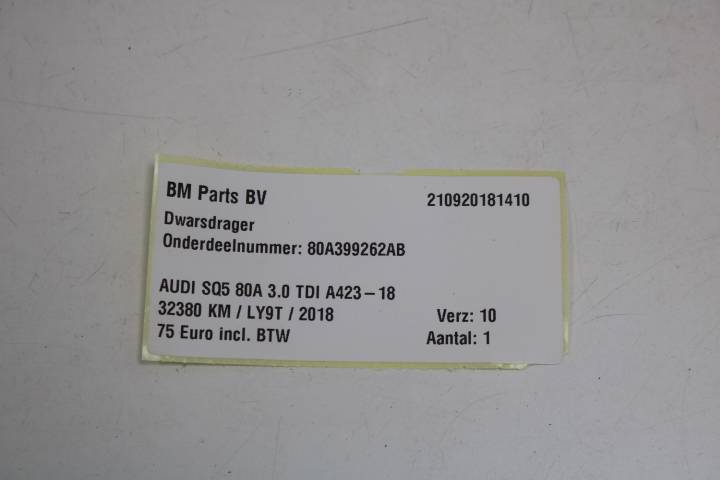 BM Parts BV 210920181410
Dwarsdrager
Onderdeelnummer: 80A399262AB
AUDI SQ5 80A 3.0 TDI A423-18
32380 KM / LY9T / 2018 Verz: 10
75 Euro incl. BTW Aantal: 1